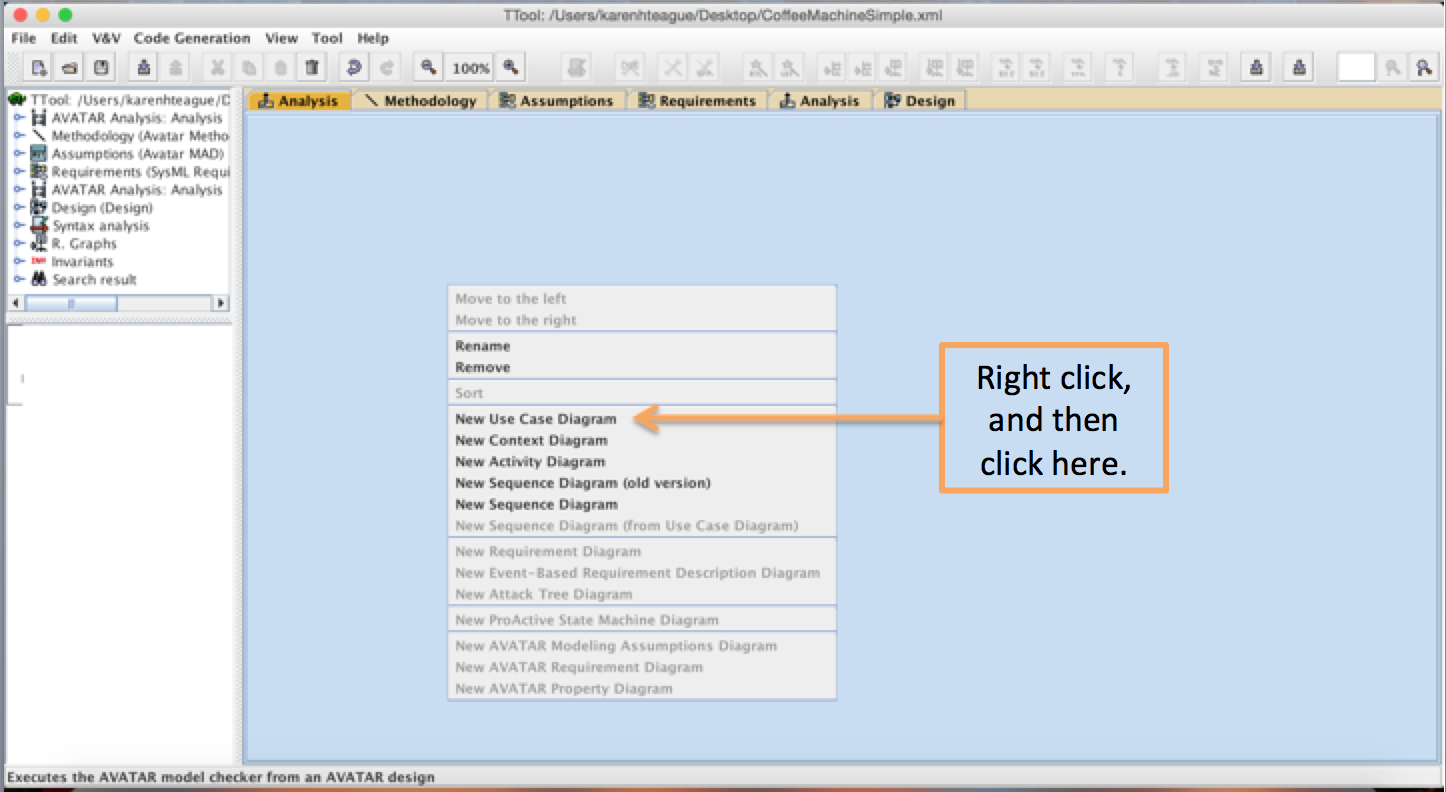 TTool: /Users/karenhteague/Desktop/CoffeeMachineSimple.xml
File Edit V&V Code Generation View Tool Help
100%
TTool: /Users/karenhteague/D
AVATAR Analysis: Analysis
Methodology (Avatar Metho
Assumptions (Avatar MAD)
Requirements (SysML Requi
AVATAR Analysis: Analysis
Design (Design)
Syntax analysis
R. Graphs
Invariants
Search result
Analysis Methodology Assumptions Requirements Analysis Design
Move to the left
Move to the right
Rename
Remove
Sort
New Use Case Diagram
New Context Diagram
New Activity Diagram
New Sequence Diagram (old version)
New Sequence Diagram
New Sequence Diagram (from Use Case Diagram)
New Requirement Diagram
New Event-Based Requirement Description Diagram
New Attack Tree Diagram
New ProActive State Machine Diagram
New AVATAR Modeling Assumptions Diagram
New AVATAR Requirement Diagram
New AVATAR Property Diagram
Right click,
and then
click here.
Executes the AVATAR model checker from an AVATAR design